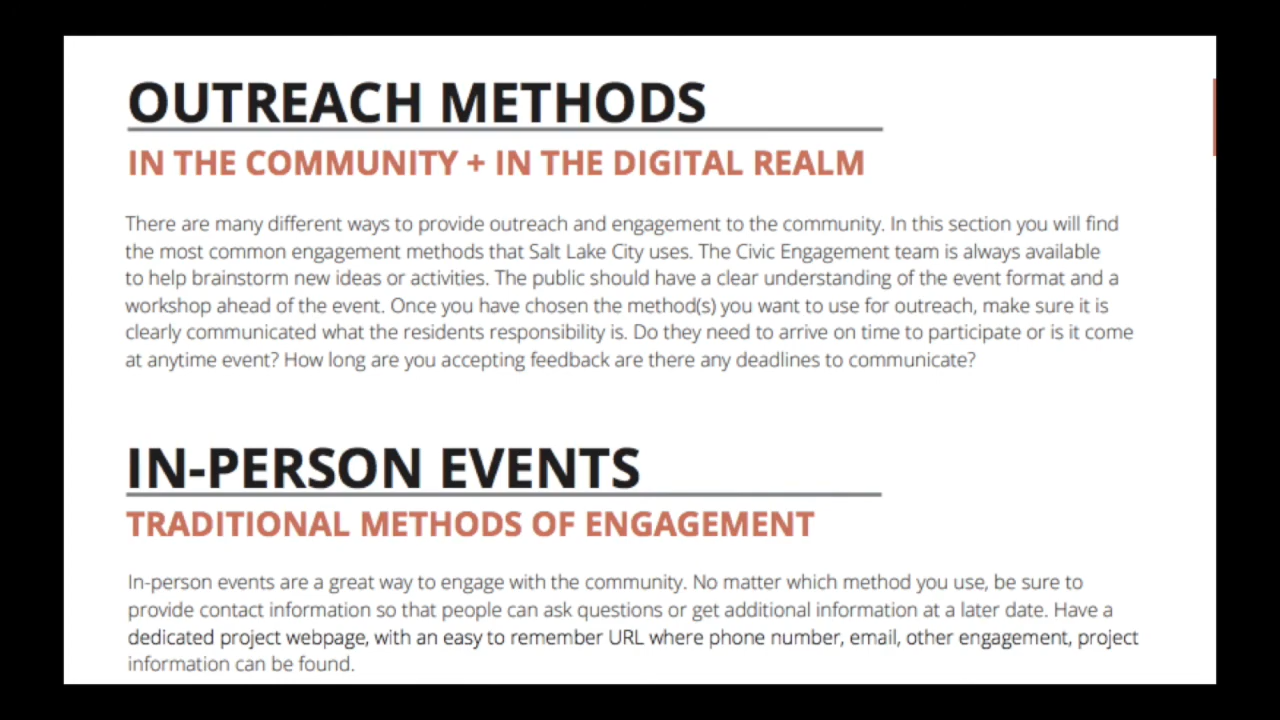 OUTREACH METHODS
IN THE COMMUNITY + IN THE DIGITAL REALM
There are many different ways to provide outreach and engagement to the community. In this section you will find
the most common engagement methods that Salt Lake City uses. The Civic Engagement team is always available
to help brainstorm new ideas or activities. The public should have a clear understanding of the event format and a
workshop ahead of the event. Once you have chosen the method(s) you want to use for outreach, make sure it is
clearly communicated what the residents responsibility is. Do they need to arrive on time to participate or is it come
at anytime event? How long are you accepting feedback are there any deadlines to communicate?
IN-PERSON EVENTS
TRADITIONAL METHODS OF ENGAGEMENT
In-person events are a great way to engage with the community. No matter which method you use, be sure to
provide contact information so that people can ask questions or get additional information at a later date. Have a
dedicated project webpage, with an easy to remember URL where phone number, email, other engagement, project
information can be found.